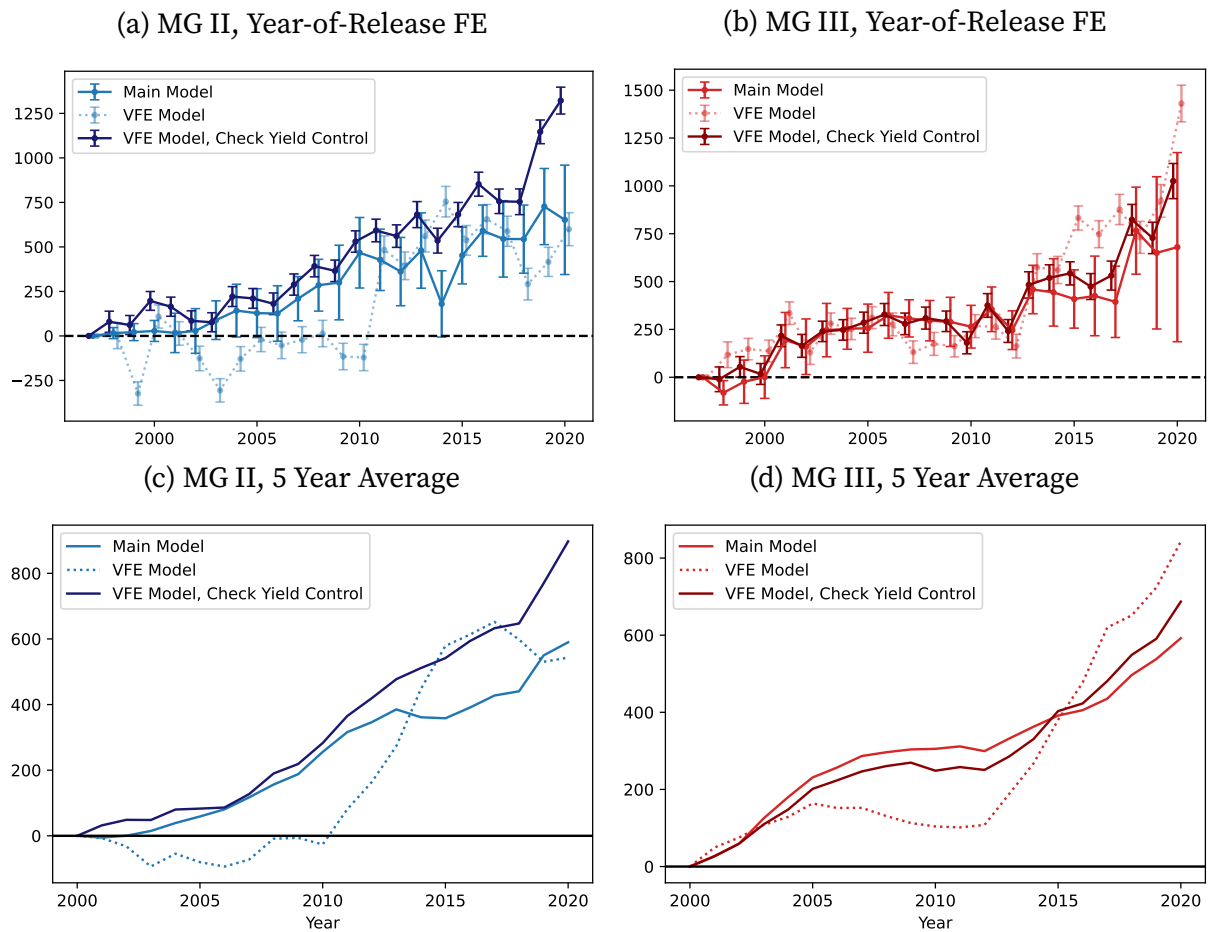 (a) MG II, Year-of-Release FE
(b) MG III, Year-of-Release FE
Main Model
VFE Model
VFE Model, Check Yield Control
1250
1000
750
500
250
0
−250
2000
2005
2010
2015
2020
Main Model
VFE Model
VFE Model, Check Yield Control
1500
1250
1000
750
500
250
0
2000
2005
2010
2015
2020
(c) MG II, 5 Year Average
(d) MG III, 5 Year Average
Main Model
VFE Model
VFE Model, Check Yield Control
800
600
400
200
0
2000
2005
2010
2015
2020
Year
Main Model
VFE Model
VFE Model, Check Yield Control
800
600
400
200
0
2000
2005
2010
2015
2020
Year